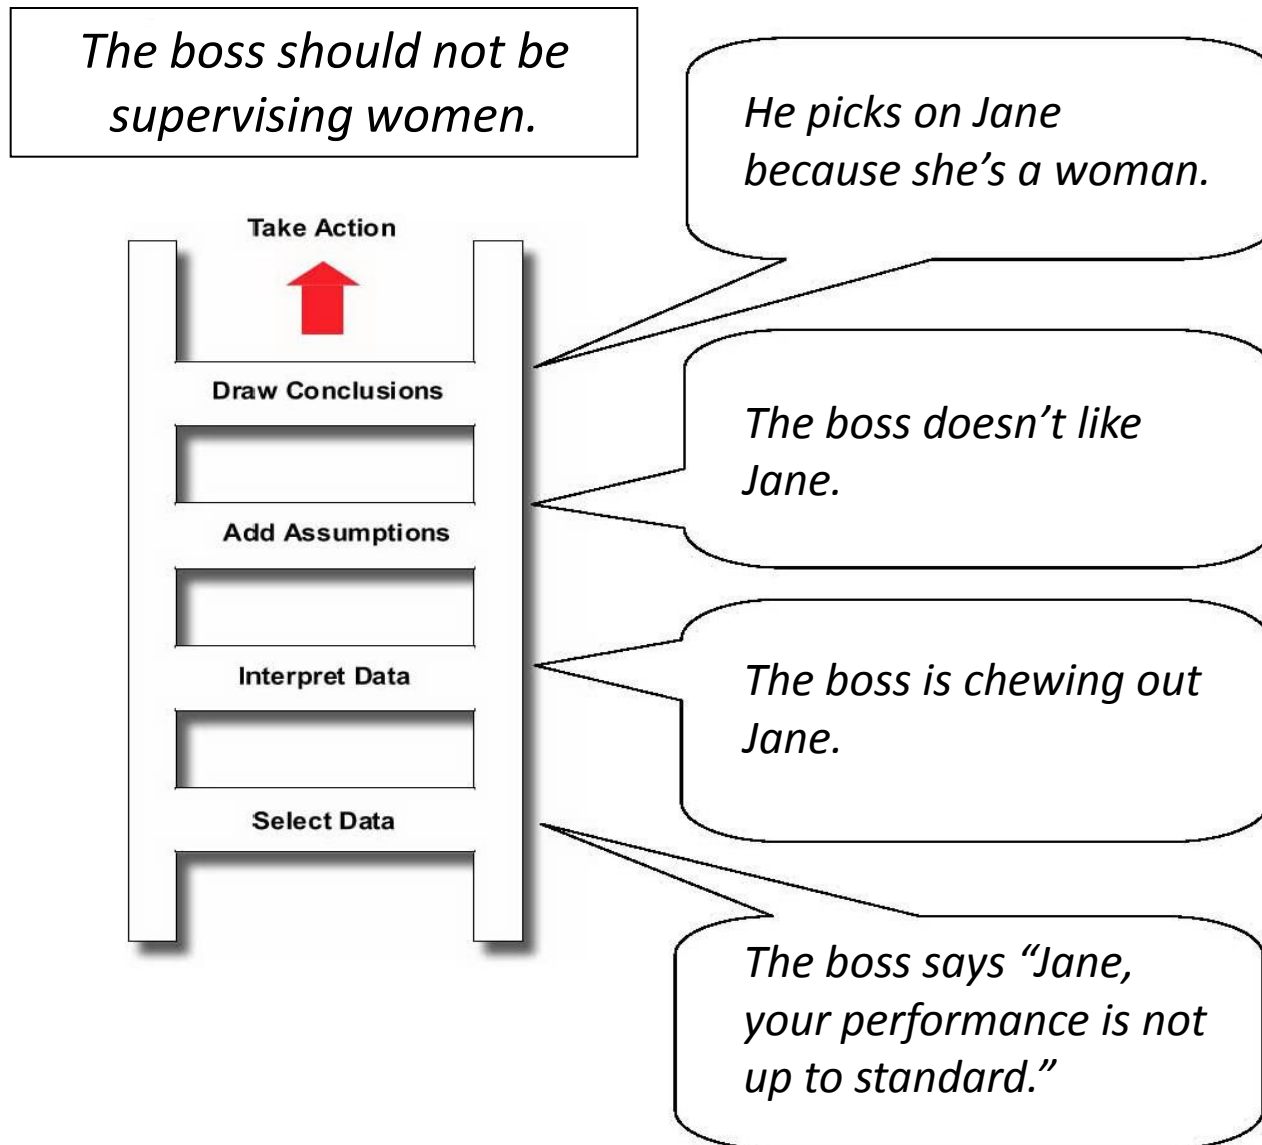 The boss should not be
supervising women.
He picks on Jane
because she’s a woman.
Take Action
Draw Conclusions
The boss doesn’t like
Jane.
Add Assumptions
The boss is chewing out
Jane.
Interpret Data
Select Data
The boss says “Jane,
your performance is not
up to standard.”